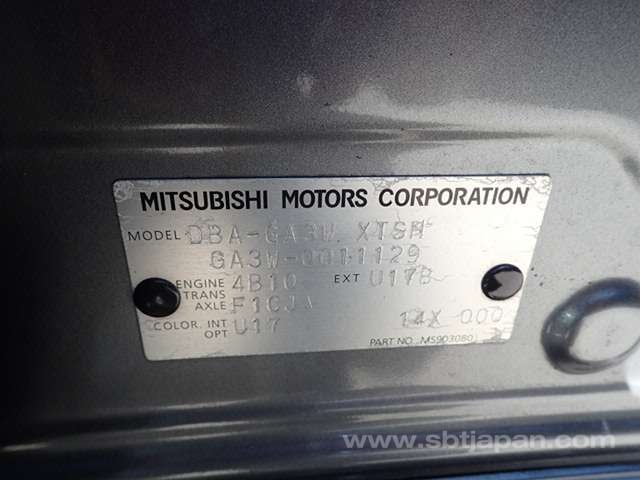 MITSUBISHI MOTORS CORPORATION
MODEL DBA-GA3W XTSH
GA3W-0011129
ENGINE 4B10 EXT U17B
TRANS AXLE F1CJA
COLOR. INT OPT U17 14X 000
PART NO. MS903080
www.sbtjapan.com